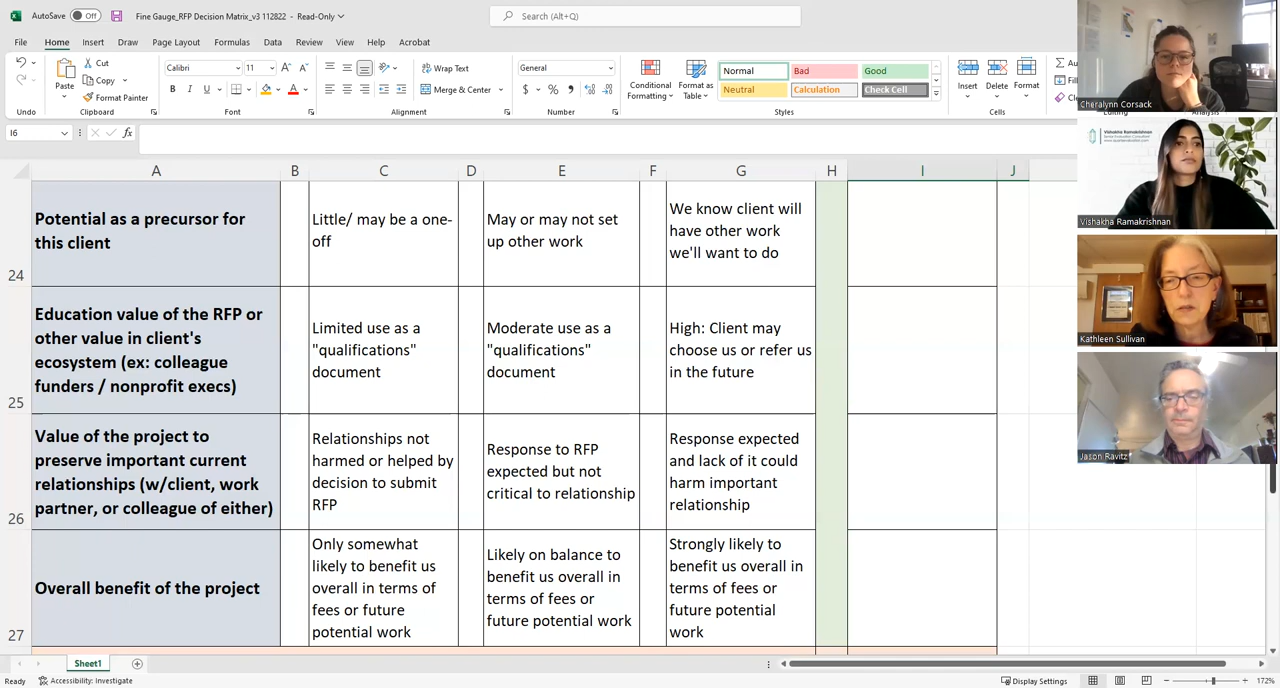 AutoSave Off Fine Gauge_RFP Decision Matrix_v3 112822 - Read-Only Search (Alt+Q)
File Home Insert Draw Page Layout Formulas Data Review View Help Acrobat
Undo
Paste
Cut
Copy
Format Painter
Clipboard
Calibri 11
B I U
Font
Wrap Text
Merge & Center
Alignment
General
$ %
Number
Conditional
Formatting
Format as
Table
Normal Bad Good
Neutral Calculation Check Cell
Styles
Insert Delete Format
Cells
I6 fx
A B C D E F G H I J
24
Potential as a precursor for
this client
Little/ may be a one-
off
May or may not set
up other work
We know client will
have other work
we'll want to do
25
Education value of the RFP or
other value in client's
ecosystem (ex: colleague
funders / nonprofit execs)
Limited use as a
"qualifications"
document
Moderate use as a
"qualifications"
document
High: Client may
choose us or refer us
in the future
26
Value of the project to
preserve important current
relationships (w/client, work
partner, or colleague of either)
Relationships not
harmed or helped by
decision to submit
RFP
Response to RFP
expected but not
critical to relationship
Response expected
and lack of it could
harm important
relationship
27
Overall benefit of the project
Only somewhat
likely to benefit us
overall in terms of
fees or future
potential work
Likely on balance to
benefit us overall in
terms of fees or
future potential work
Strongly likely to
benefit us overall in
terms of fees or
future potential
work
Sheet1
Ready Accessibility: Investigate Display Settings 172%
Cheralynn Corsack
Vishakha Ramakrishnan
Vishakha Ramakrishnan
Kathleen Sullivan
Jason Ravitz